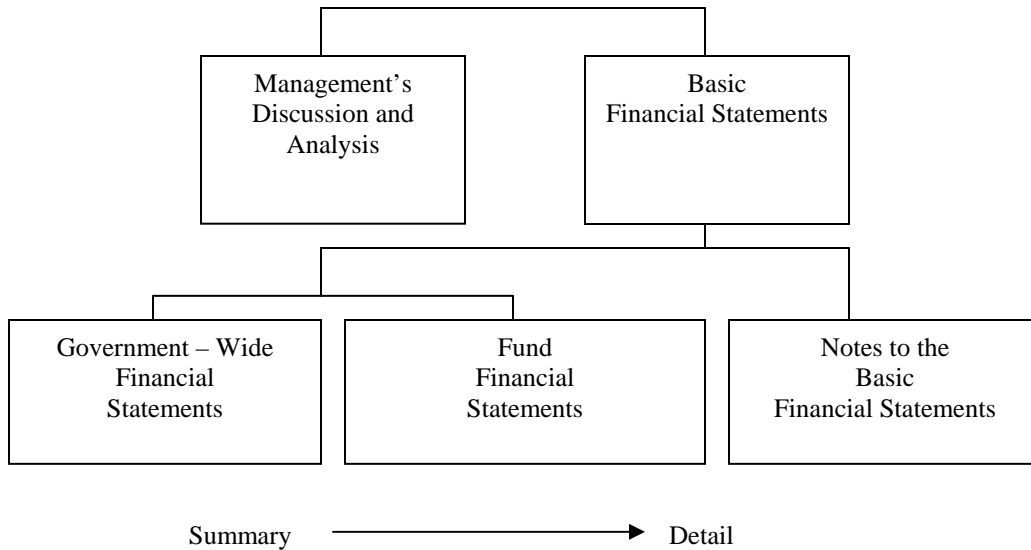 Management’s
Discussion and
Analysis
Basic
Financial Statements
Government – Wide
Financial
Statements
Fund
Financial
Statements
Notes to the
Basic
Financial Statements
Summary
Detail